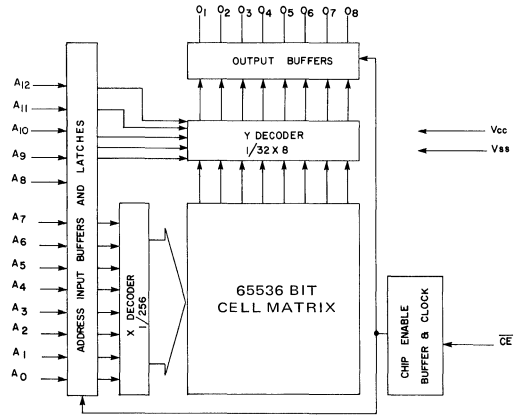 O1 O2 O3 O4 O5 O6 O7 O8
OUTPUT BUFFERS
A12
A11
A10
A9
A8
A7
A6
A5
A4
A3
A2
A1
A0
ADDRESS INPUT BUFFERS AND LATCHES
Y DECODER
1/32 X 8
Vcc
Vss
X DECODER
1/256
65536 BIT
CELL MATRIX
CHIP ENABLE
BUFFER & CLOCK
C̅E̅